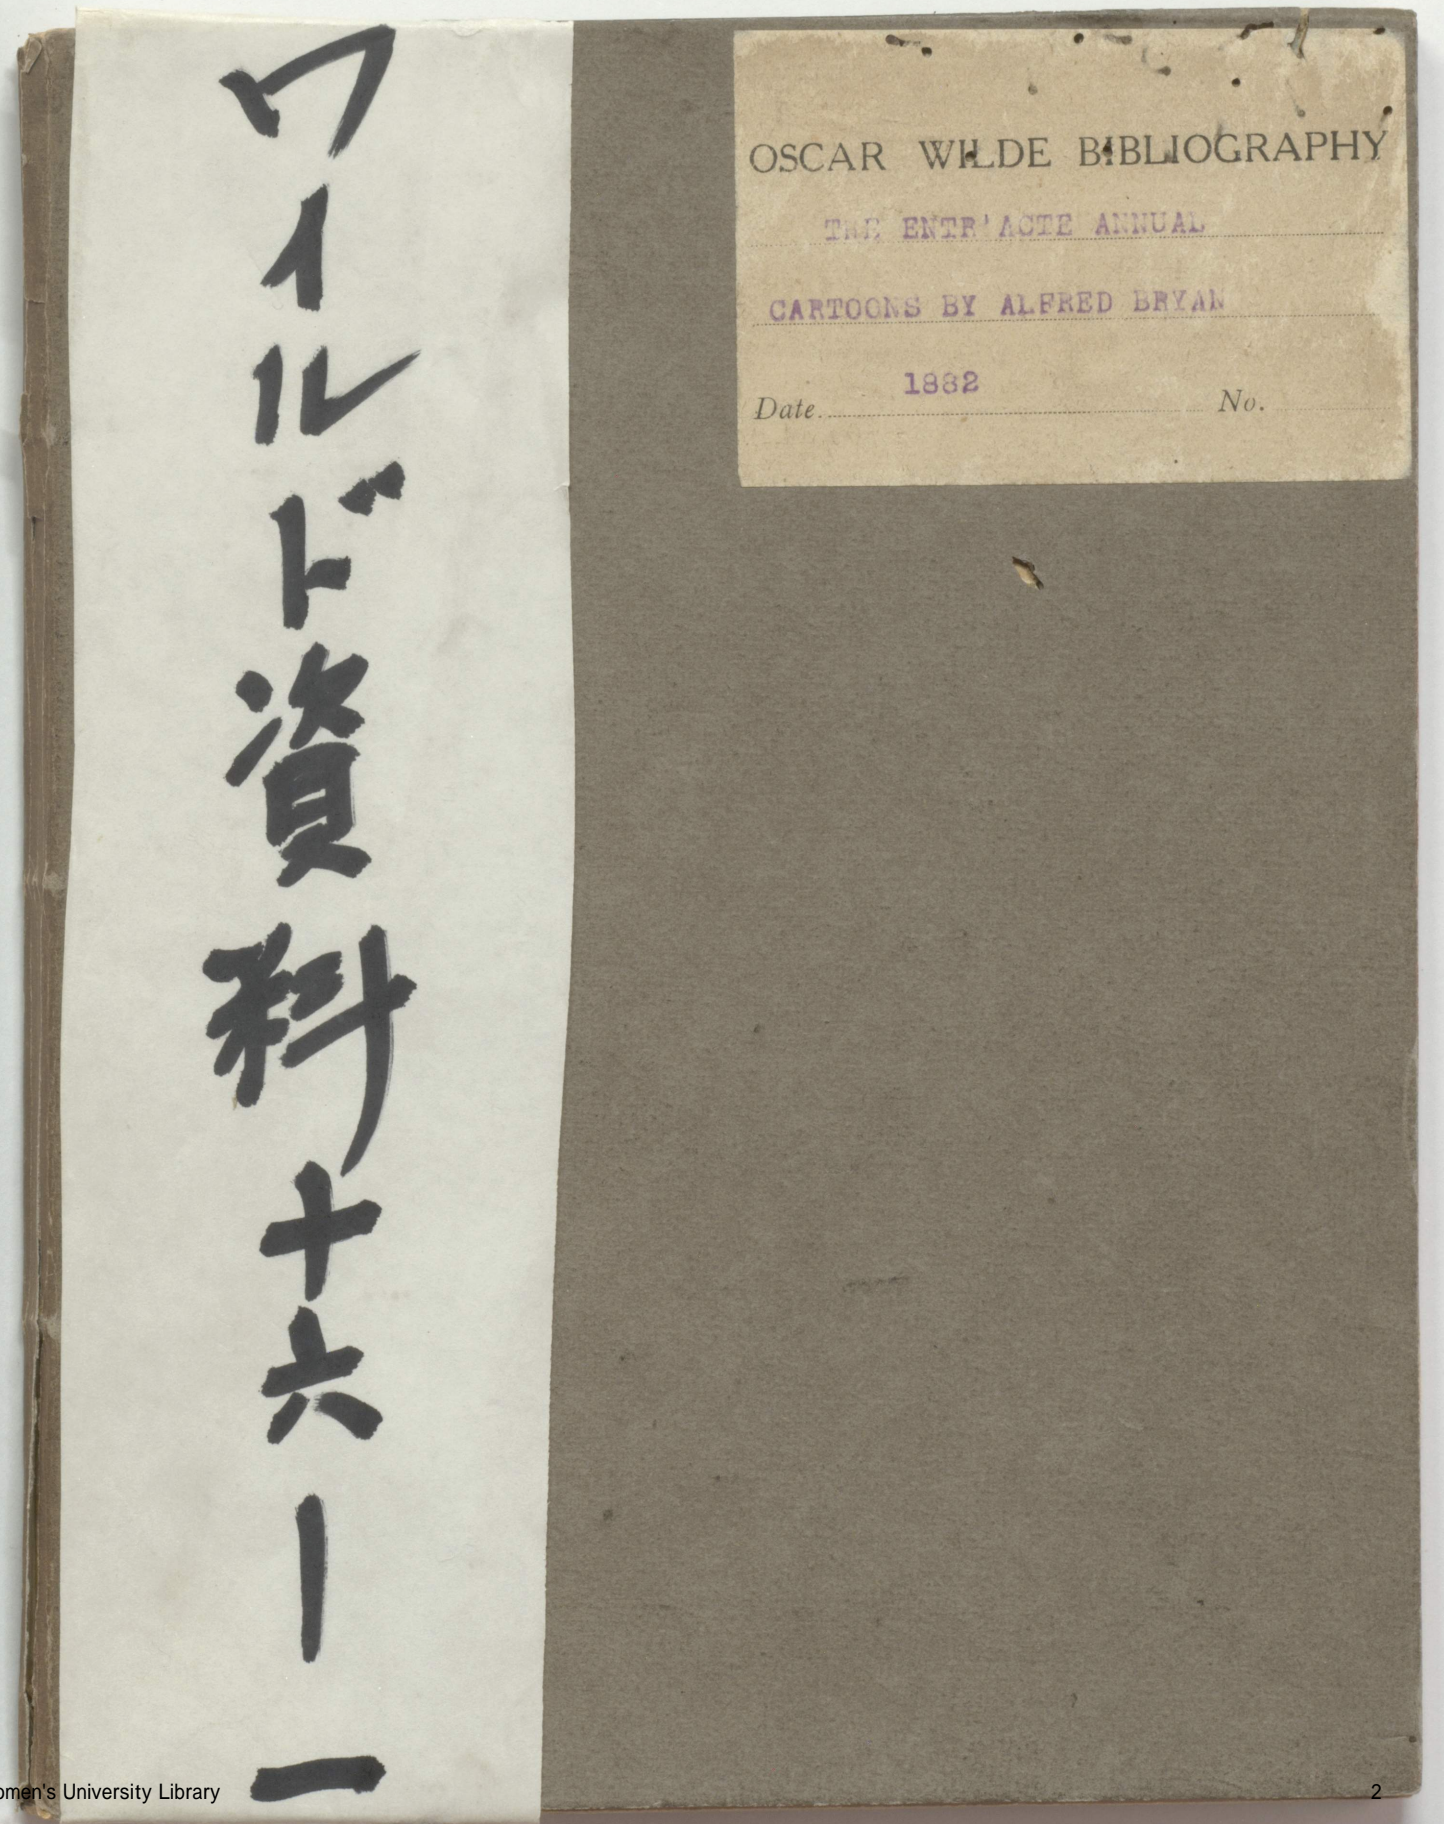 ワイルド資料十六ー一
OSCAR WILDE BIBLIOGRAPHY
THE ENTR'ACTE ANNUAL
CARTOONS BY ALFRED BRYAN
1882
Date No.
omen's University Library
2